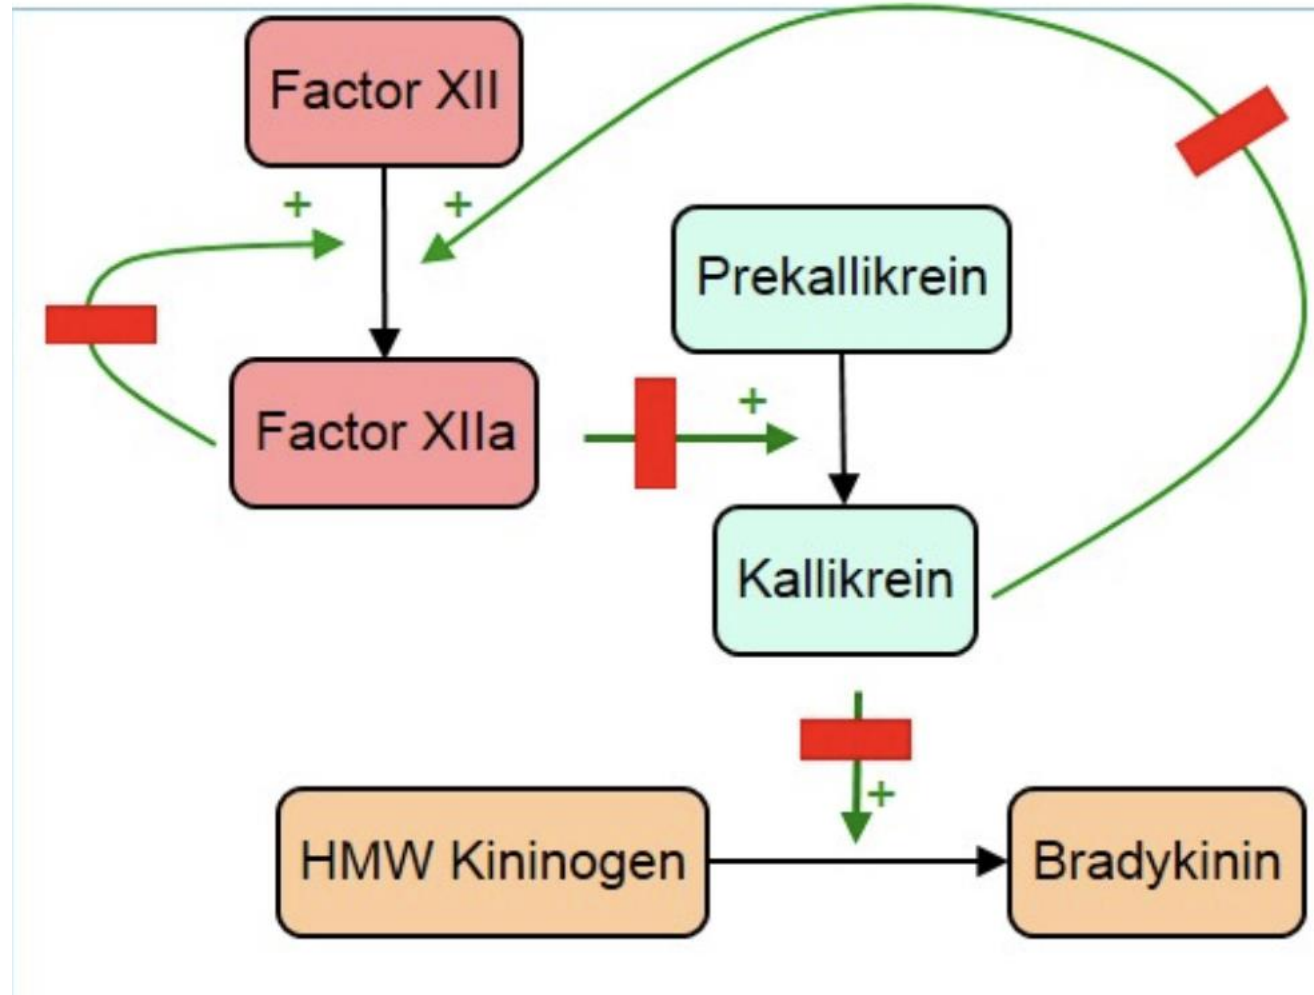 Factor XII
+
+
Prekallikrein
+
Factor XIIa
Kallikrein
+
HMW Kininogen
Bradykinin